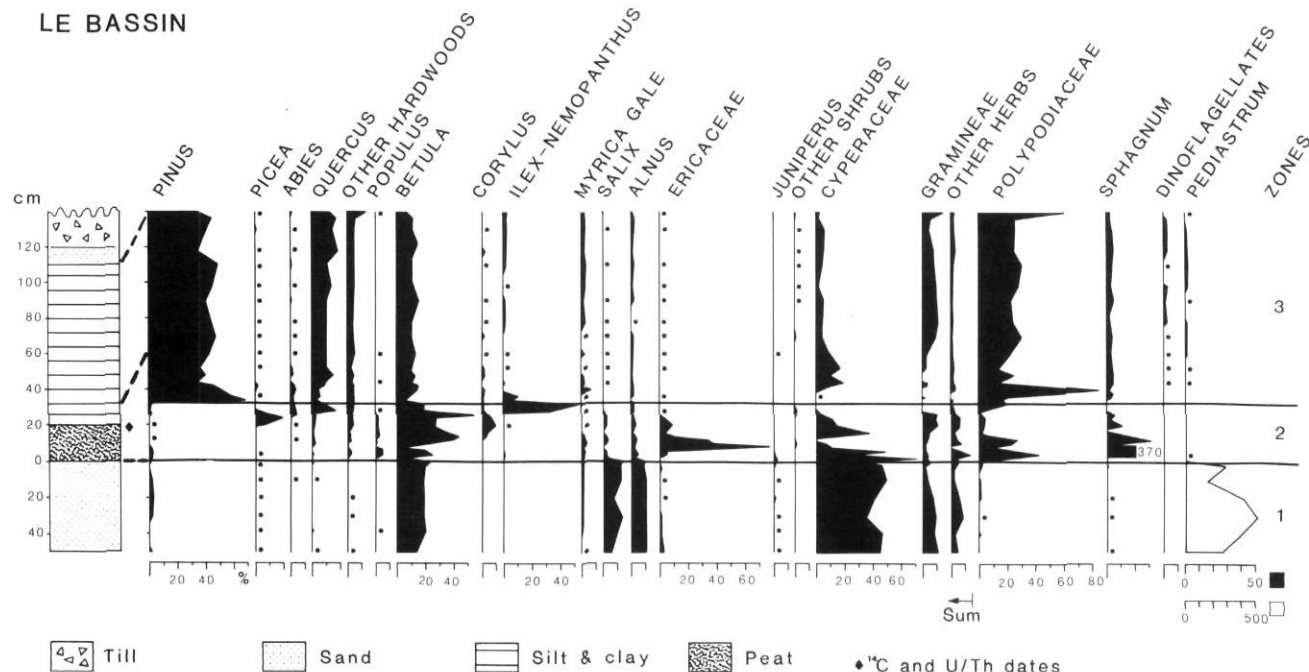 LE BASSIN
PINUS
PICEA
ABIES
QUERCUS
OTHER HARDWOODS
POPULUS
BETULA
CORYLUS
ILEX-NEMOPANTHUS
MYRICA GALE
SALIX
ALNUS
ERICACEAE
JUNIPERUS
OTHER SHRUBS
CYPERACEAE
GRAMINEAE
OTHER HERBS
POLYPODIACEAE
SPHAGNUM
DINOFLAGELLATES
PEDIASTRUM
ZONES
cm
120
100
80
60
40
20
0
20
40
3
2
370
1
20 40 %
20 40
20 40
20 40
20 40 60
20 40 60 80
0 50
Sum
0 500
Till
Sand
Silt & clay
Peat
¹⁴C and U/Th dates